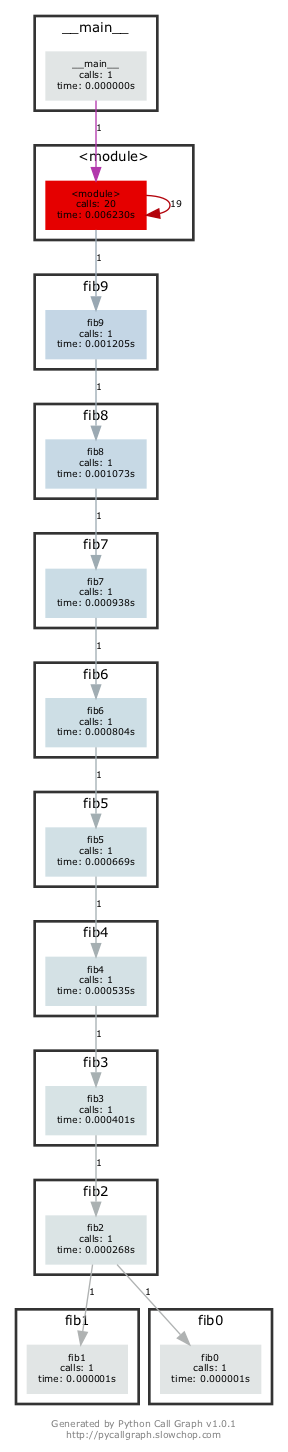 __main__
__main__
calls: 1
time: 0.000000s
1
<module>
<module>
calls: 20
time: 0.006230s
19
1
fib9
fib9
calls: 1
time: 0.001205s
1
fib8
fib8
calls: 1
time: 0.001073s
1
fib7
fib7
calls: 1
time: 0.000938s
1
fib6
fib6
calls: 1
time: 0.000804s
1
fib5
fib5
calls: 1
time: 0.000669s
1
fib4
fib4
calls: 1
time: 0.000535s
1
fib3
fib3
calls: 1
time: 0.000401s
1
fib2
fib2
calls: 1
time: 0.000268s
1
1
fib1
fib1
calls: 1
time: 0.000001s
fib0
fib0
calls: 1
time: 0.000001s
Generated by Python Call Graph v1.0.1
http://pycallgraph.slowchop.com